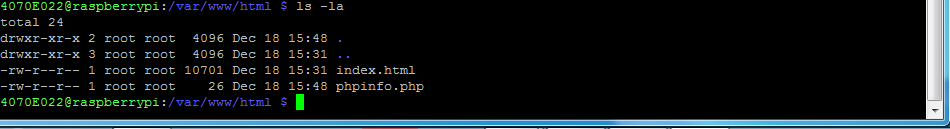 4070E022@raspberrypi:/var/www/html $ ls -la
total 24
drwxr-xr-x 2 root root  4096 Dec 18 15:48 .
drwxr-xr-x 3 root root  4096 Dec 18 15:31 ..
-rw-r--r-- 1 root root 10701 Dec 18 15:31 index.html
-rw-r--r-- 1 root root    26 Dec 18 15:48 phpinfo.php
4070E022@raspberrypi:/var/www/html $